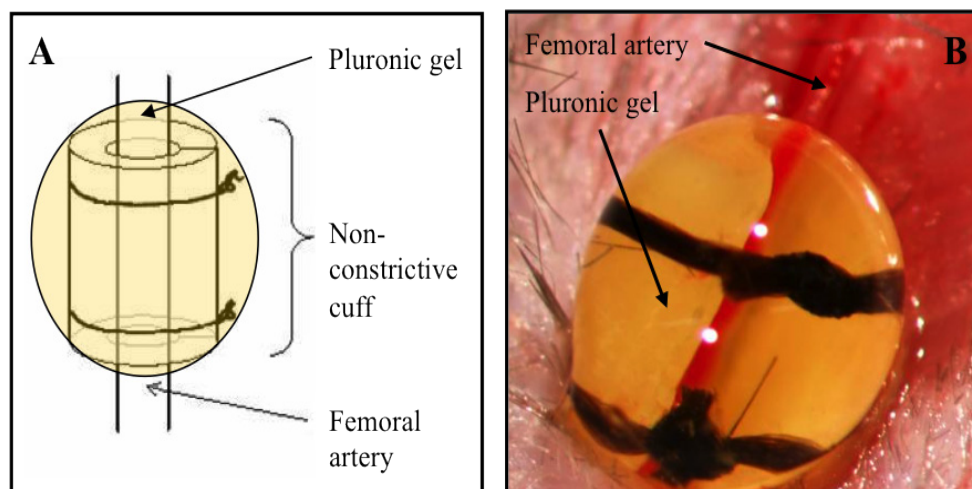 A
Pluronic gel
Non-
constrictive
cuff
Femoral
artery
B
Femoral artery
Pluronic gel